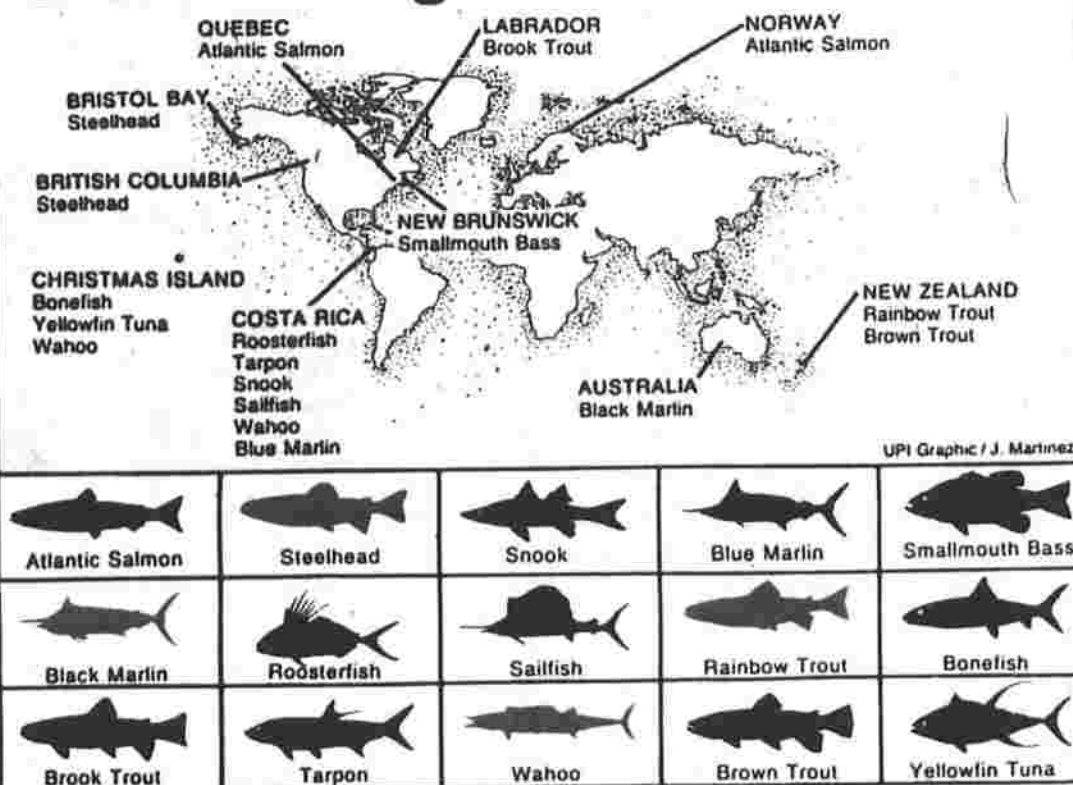 QUEBEC
Atlantic Salmon
LABRADOR
Brook Trout
NORWAY
Atlantic Salmon
BRISTOL BAY
Steelhead
BRITISH COLUMBIA
Steelhead
NEW BRUNSWICK
Smallmouth Bass
CHRISTMAS ISLAND
Bonefish
Yellowfin Tuna
Wahoo
COSTA RICA
Roosterfish
Tarpon
Snook
Sailfish
Wahoo
Blue Marlin
NEW ZEALAND
Rainbow Trout
Brown Trout
AUSTRALIA
Black Marlin
UPI Graphic / J. Martinez
Atlantic Salmon
Steelhead
Snook
Blue Marlin
Smallmouth Bass
Black Marlin
Roosterfish
Sailfish
Rainbow Trout
Bonefish
Brook Trout
Tarpon
Wahoo
Brown Trout
Yellowfin Tuna